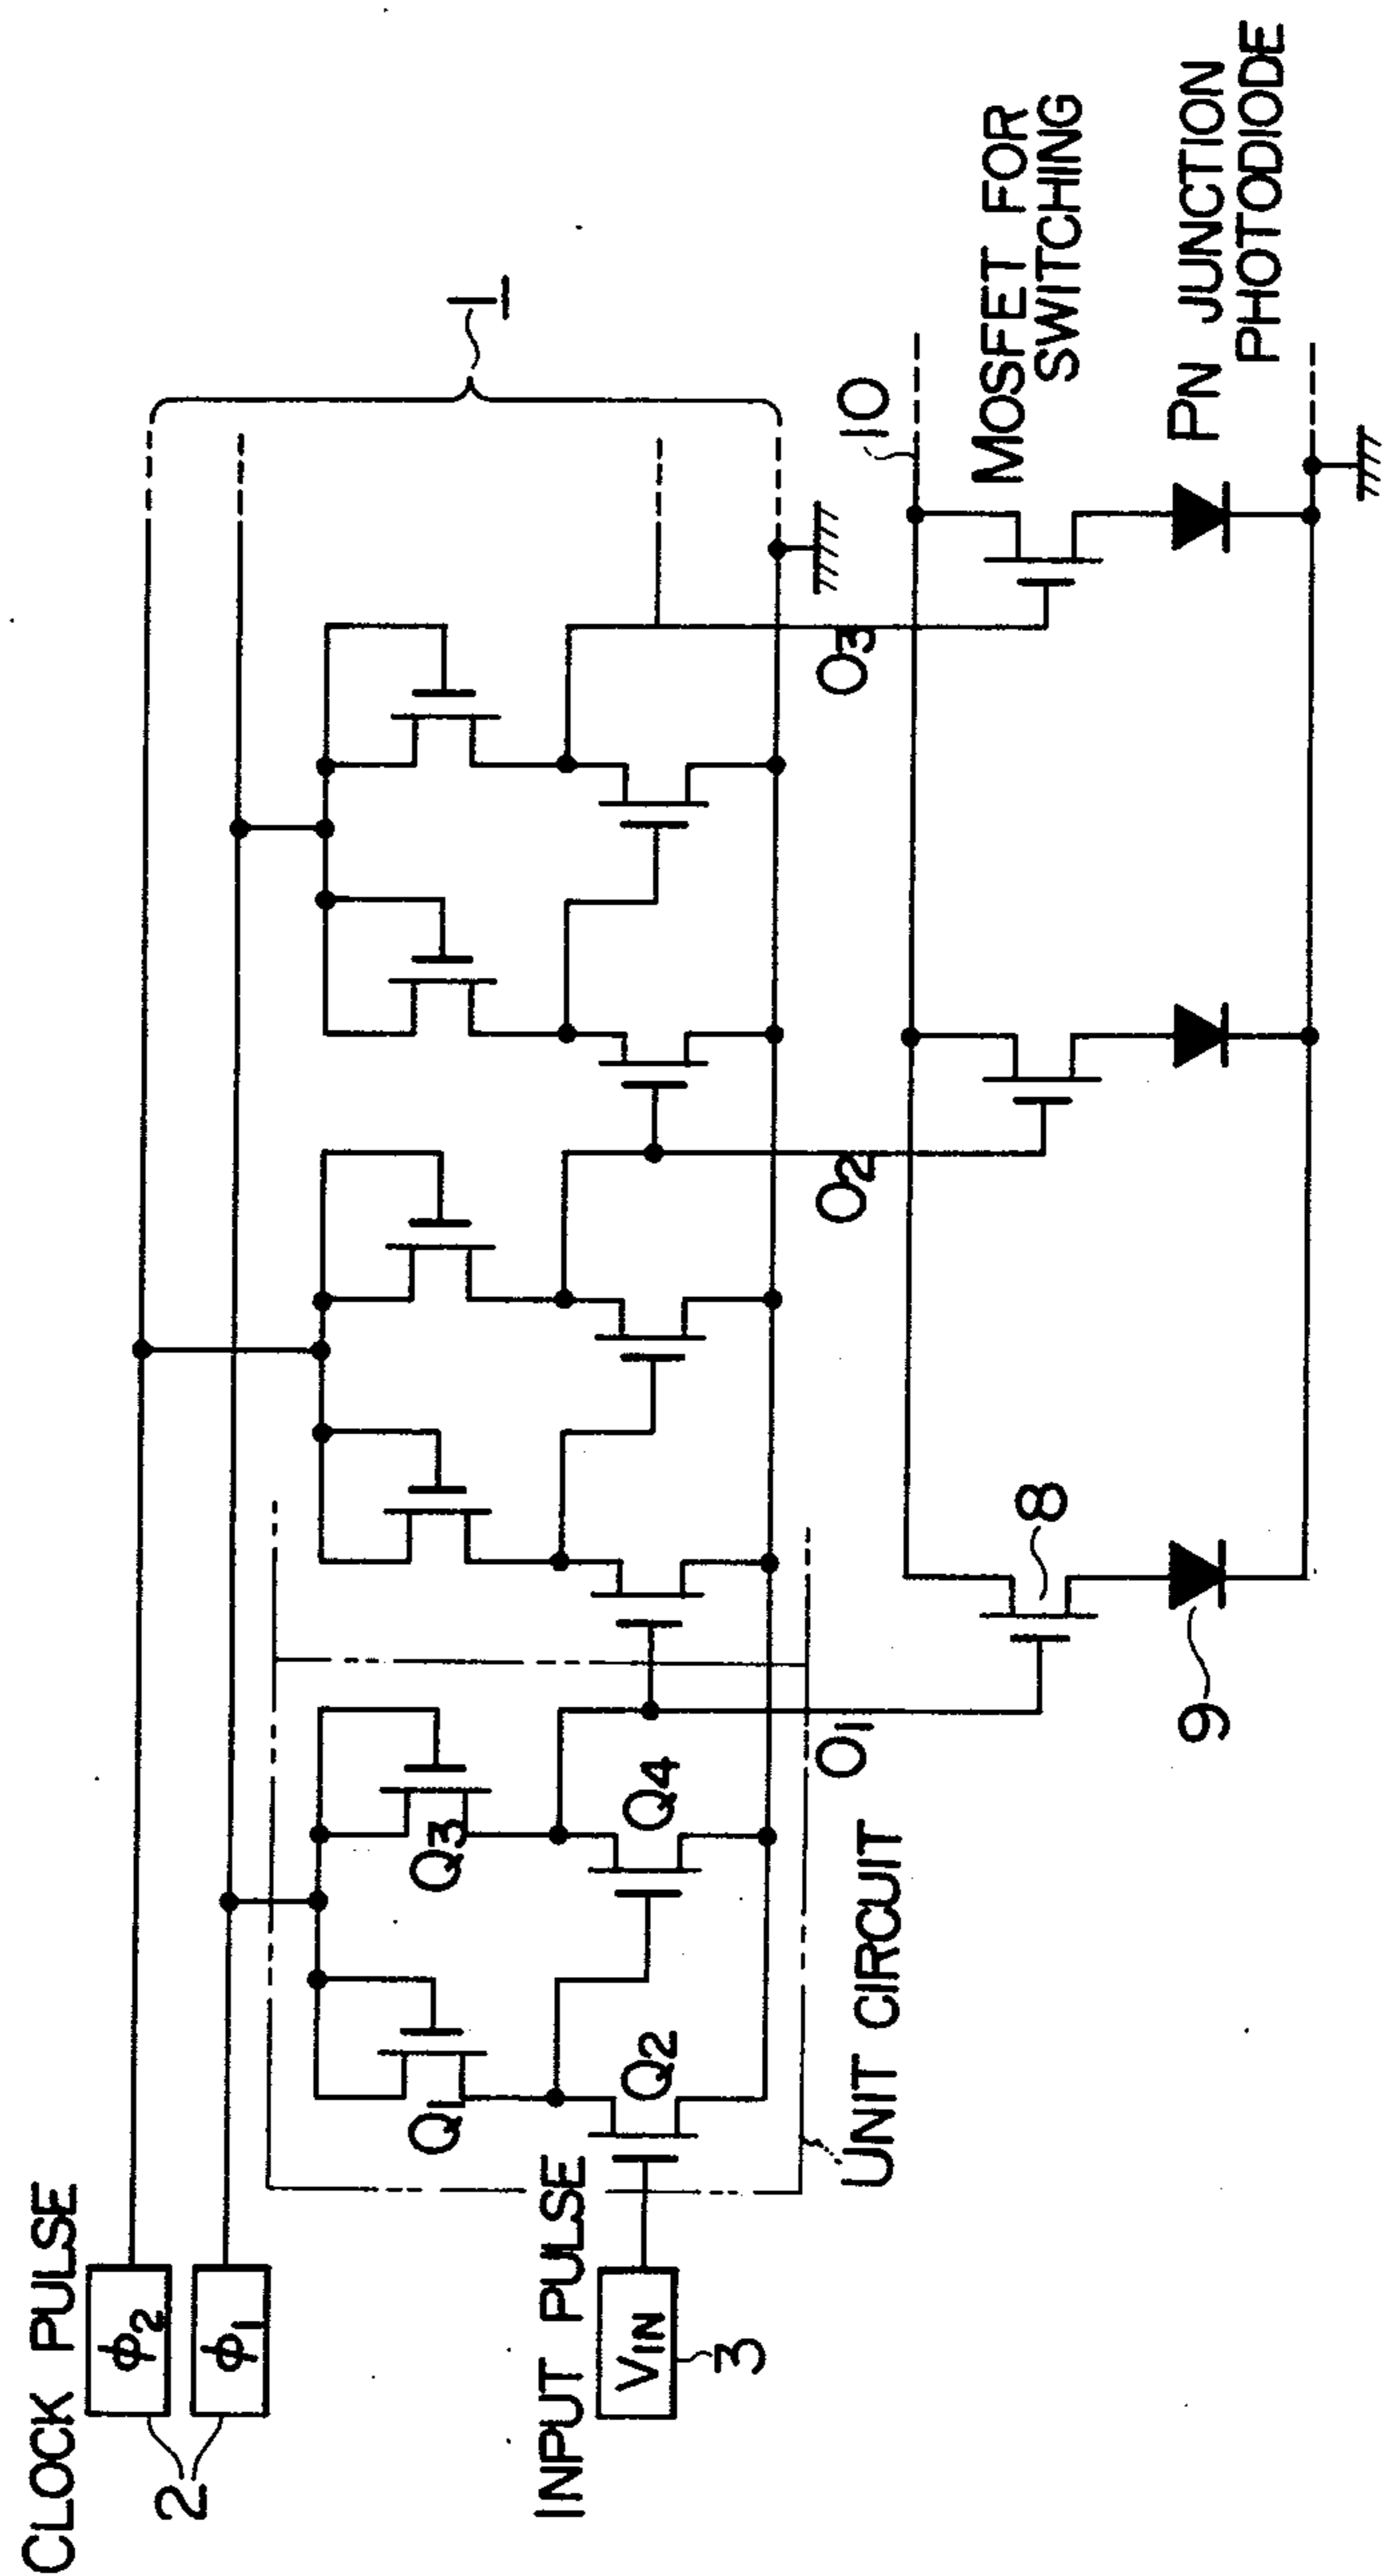 CLOCK PULSE
2
ϕ2
ϕ1
1
INPUT PULSE
VIN
3
Q1
Q3
Q2
Q4
UNIT CIRCUIT
O1
O2
O3
10
8
MOSFET FOR
SWITCHING
9
PN JUNCTION
PHOTODIODE